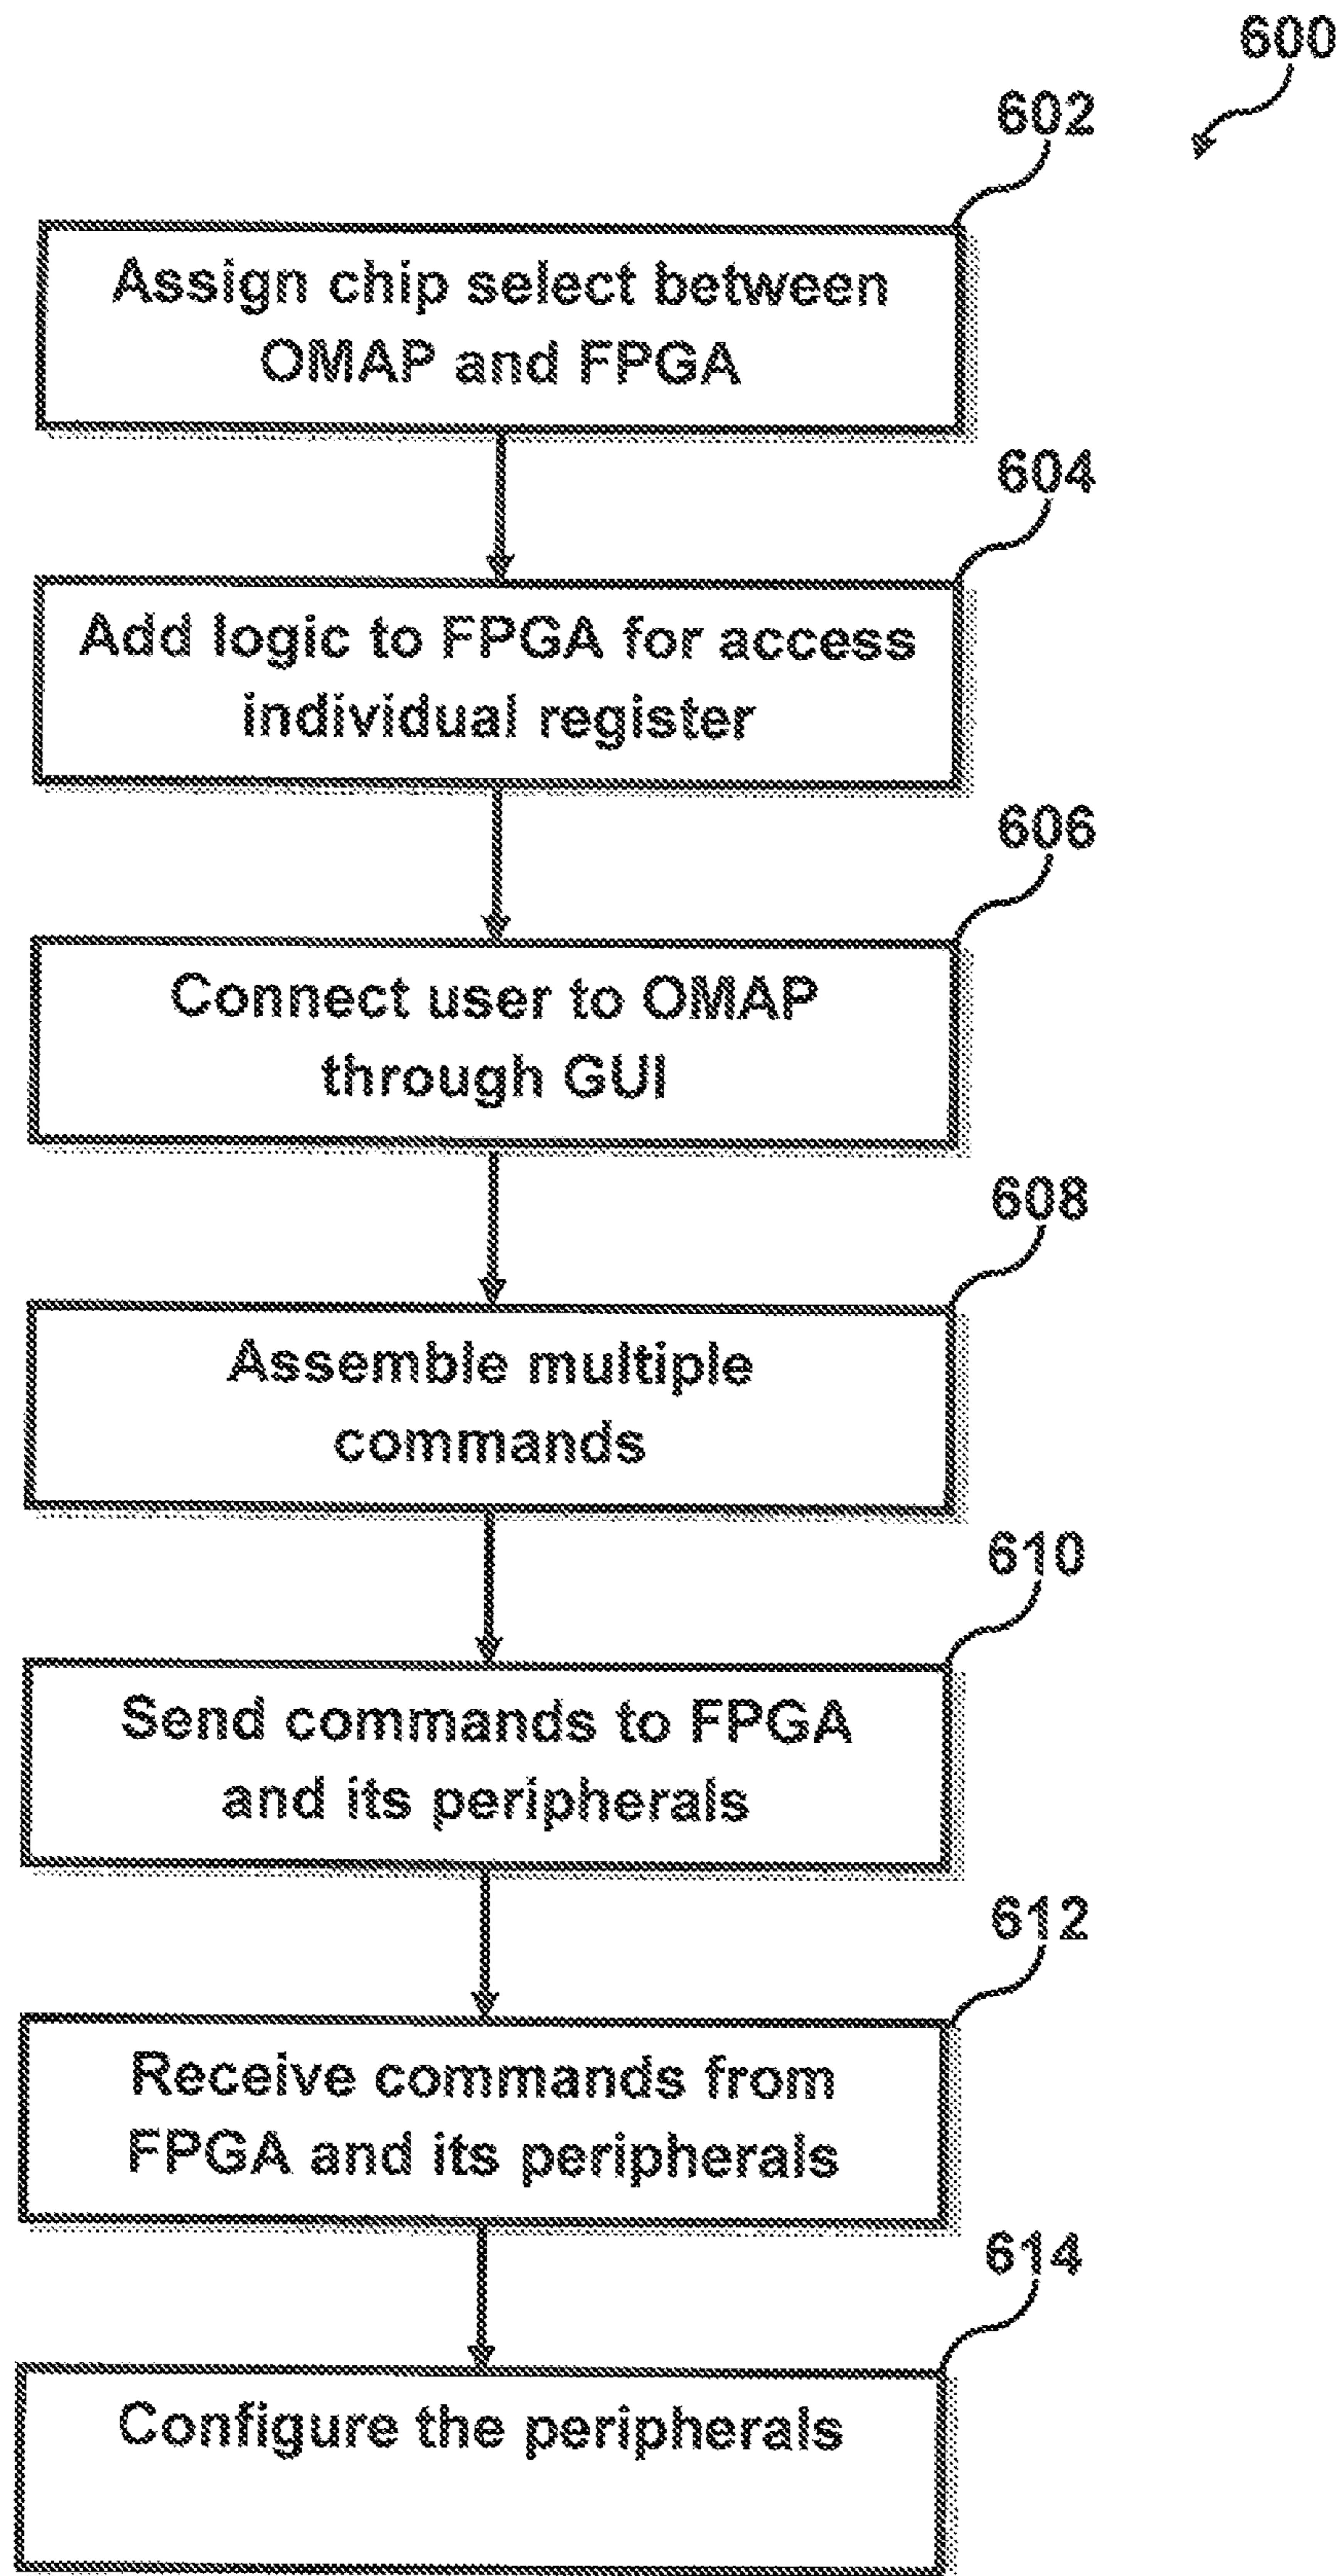 600
602
Assign chip select between
OMAP and FPGA
604
Add logic to FPGA for access
individual register
606
Connect user to OMAP
through GUI
608
Assemble multiple
commands
610
Send commands to FPGA
and its peripherals
612
Receive commands from
FPGA and its peripherals
614
Configure the peripherals